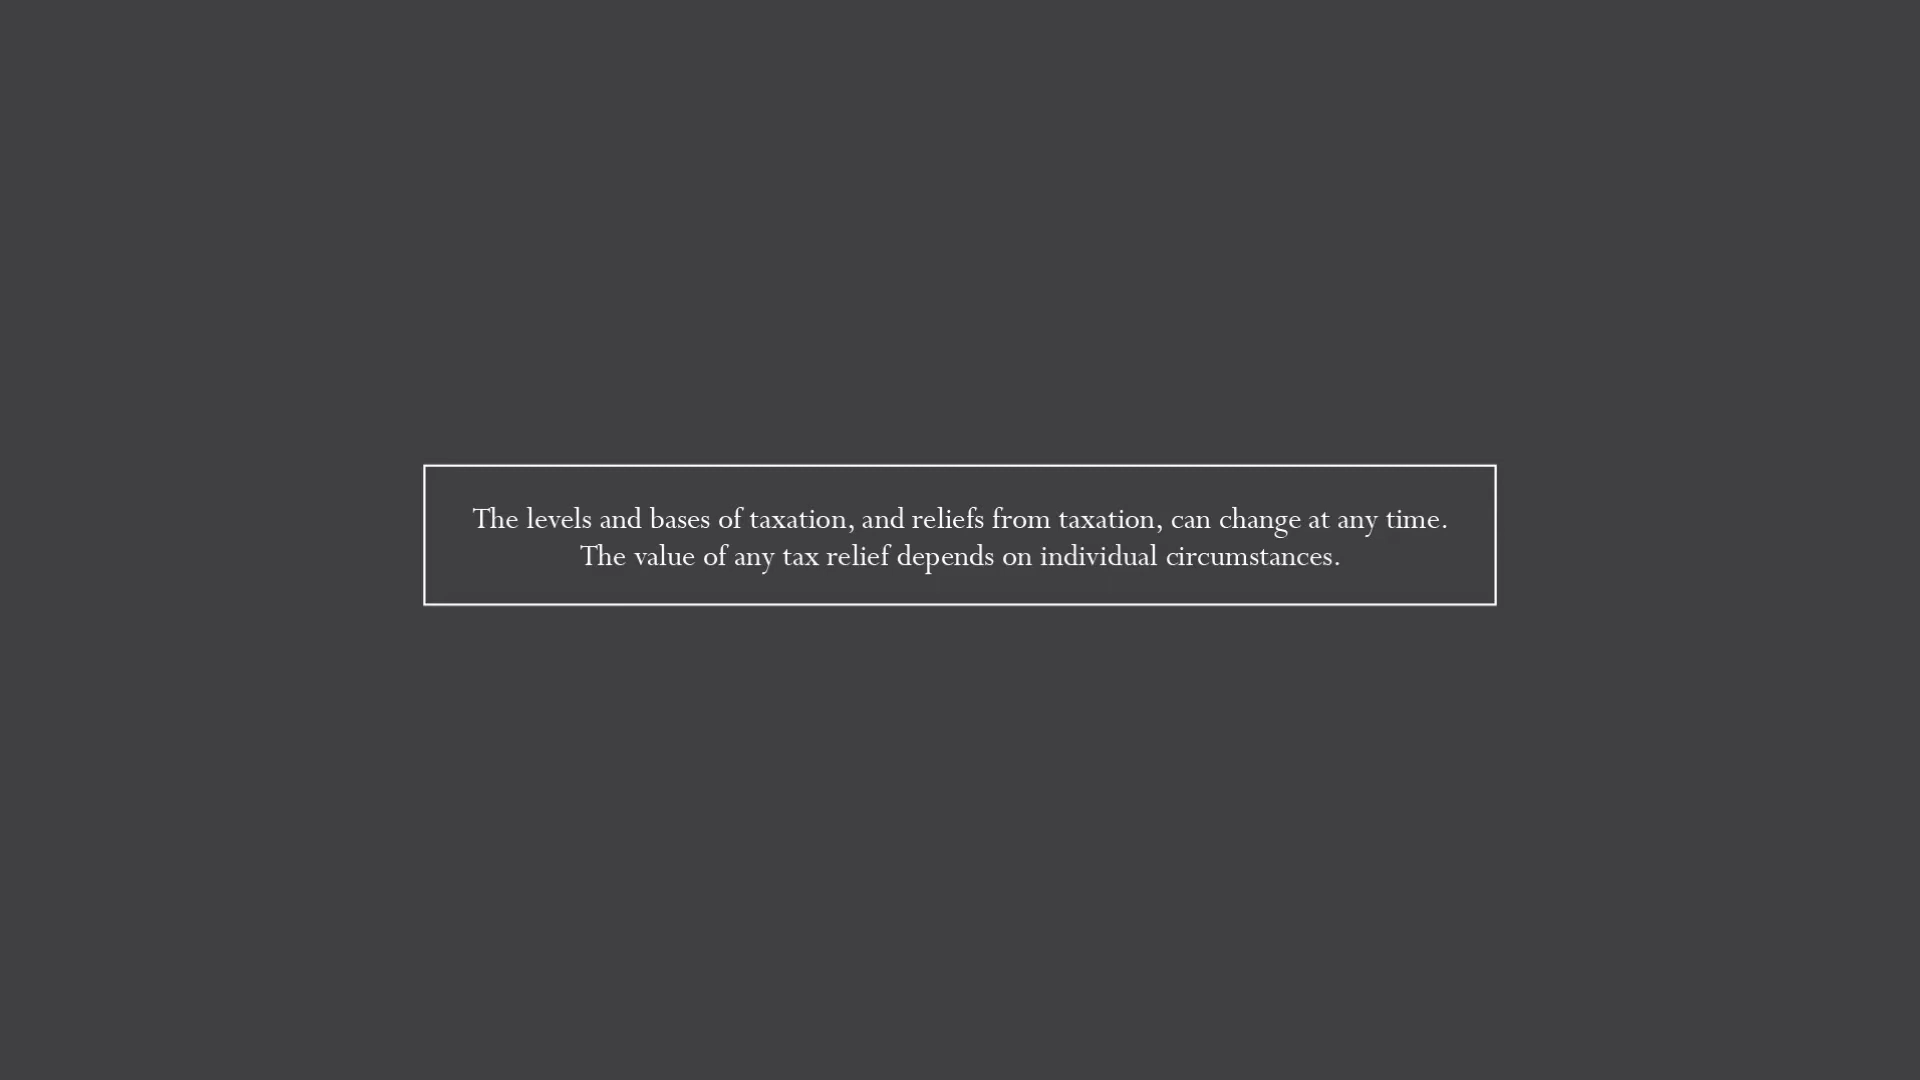 The levels and bases of taxation, and reliefs from taxation, can change at any time.
The value of any tax relief depends on individual circumstances.